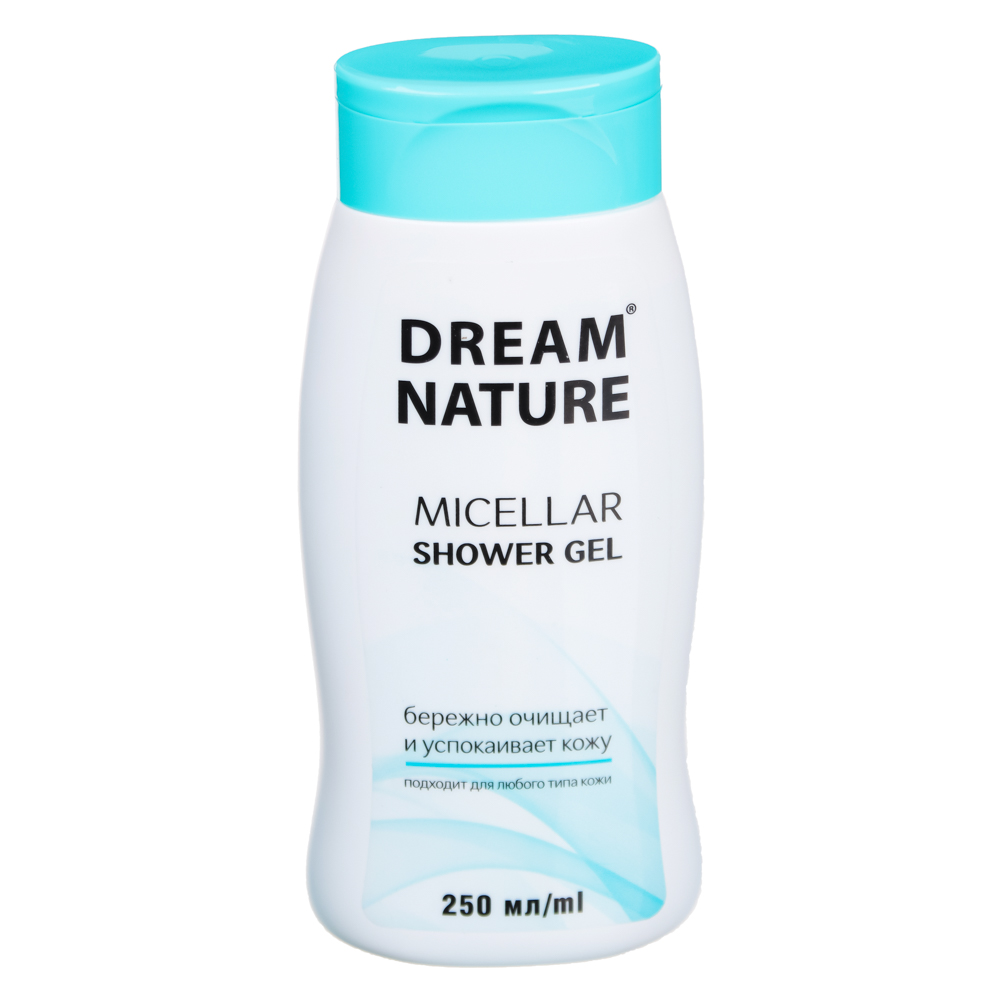 DREAM®
NATURE
MICELLAR
SHOWER GEL
бережно очищает
и успокаивает кожу
подходит для любого типа кожи
250 мл/ml